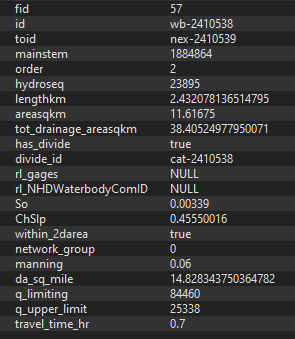 fid 57
id wb-2410538
toid nex-2410539
mainstem 1884864
order 2
hydroseq 23895
lengthkm 2.432078136514795
areasqkm 11.61675
tot_drainage_areasqkm 38.40524977950071
has_divide true
divide_id cat-2410538
rl_gages NULL
rl_NHDWaterbodyComID NULL
So 0.00339
ChSlp 0.45550016
within_2darea true
network_group 0
manning 0.06
da_sq_mile 14.828343750364782
q_limiting 84460
q_upper_limit 25338
travel_time_hr 0.7